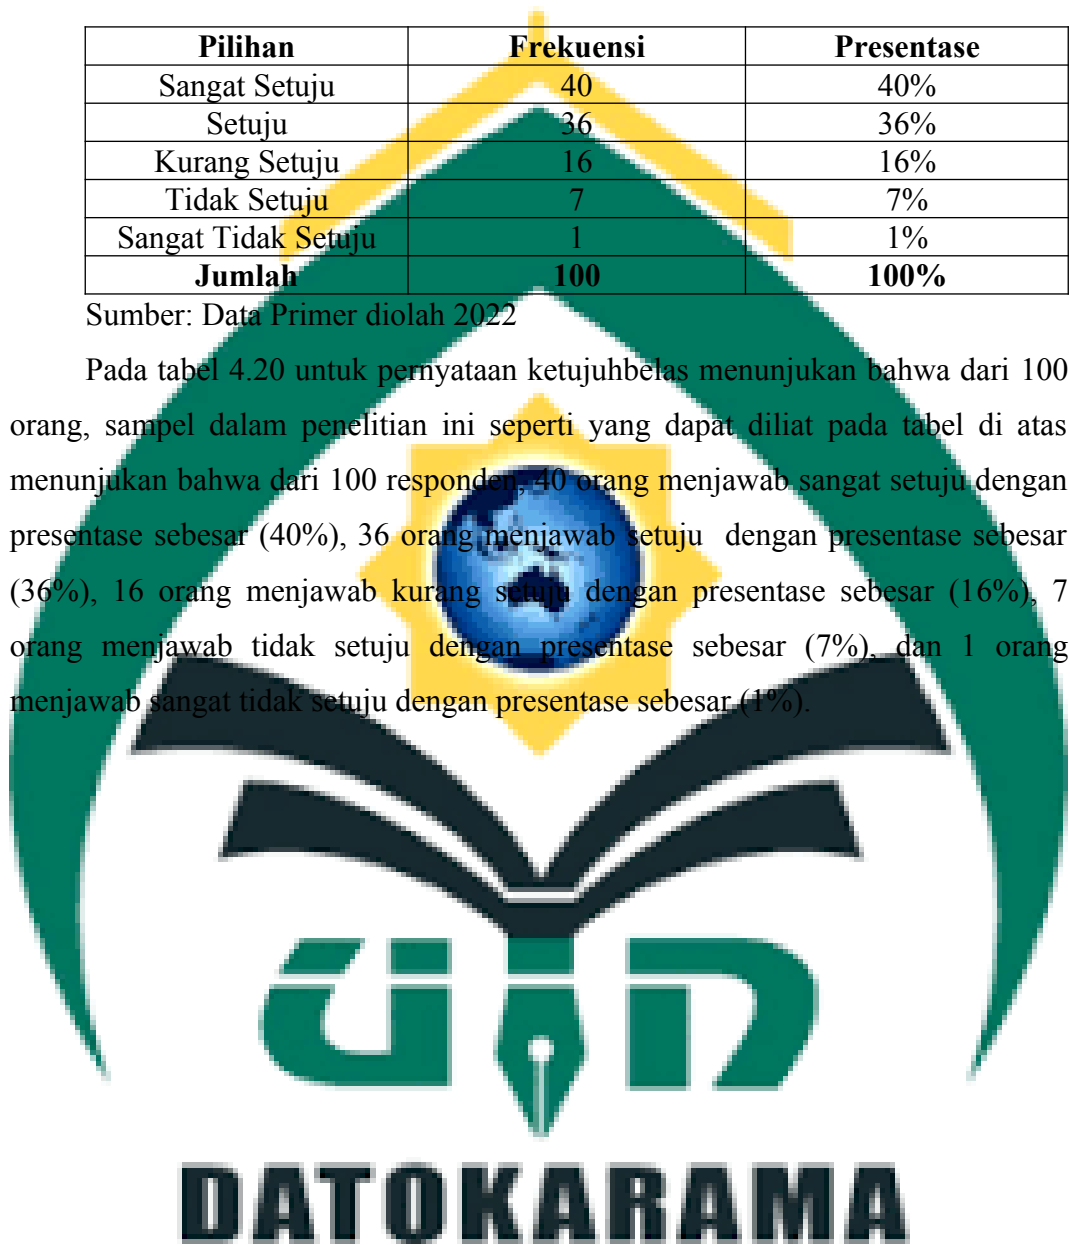 Pilihan Frekuensi Presentase
Sangat Setuju 40 40%
Setuju 36 36%
Kurang Setuju 16 16%
Tidak Setuju 7 7%
Sangat Tidak Setuju 1 1%
Jumlah 100 100%
Sumber: Data Primer diolah 2022
Pada tabel 4.20 untuk pernyataan ketujuhbelas menunjukan bahwa dari 100
orang, sampel dalam penelitian ini seperti yang dapat diliat pada tabel di atas
menunjukan bahwa dari 100 responden, 40 orang menjawab sangat setuju dengan
presentase sebesar (40%), 36 orang menjawab setuju dengan presentase sebesar
(36%), 16 orang menjawab kurang setuju dengan presentase sebesar (16%), 7
orang menjawab tidak setuju dengan presentase sebesar (7%), dan 1 orang
menjawab sangat tidak setuju dengan presentase sebesar (1%).
uin
DATOKARAMA